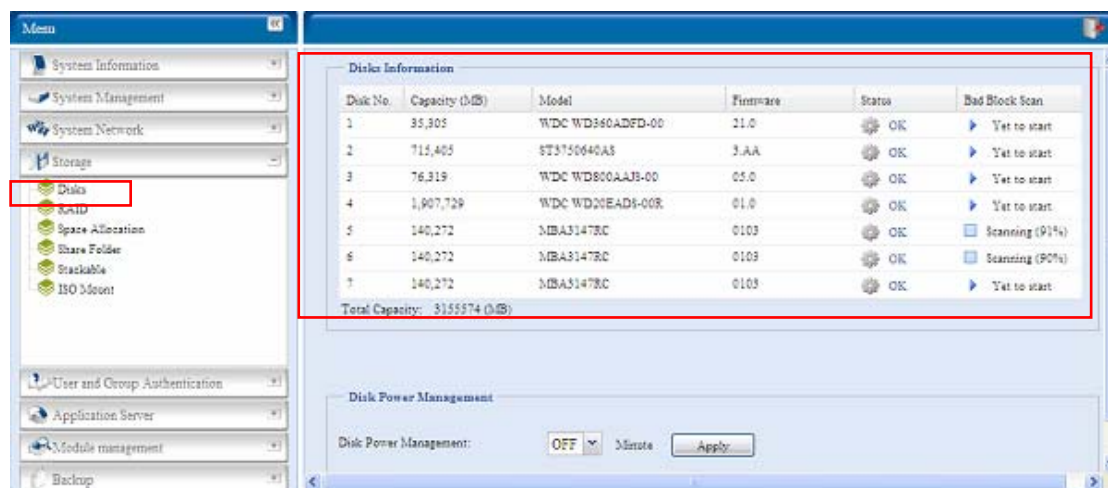 Menu
System Information
System Management
System Network
Storage
Disks
RAID
Space Allocation
Share Folder
Stackable
ISO Mount
User and Group Authentication
Application Server
Module management
Backup
Disks Information
Disk No. Capacity (MB) Model Firmware Status Bad Block Scan
1 35,305 WDC WD360ADFD-00 21.0 OK Yet to start
2 715,405 ST3750640AS 3.AA OK Yet to start
3 76,319 WDC WD800AAJS-00 05.0 OK Yet to start
4 1,907,729 WDC WD20EADS-00R 01.0 OK Yet to start
5 140,272 MBA3147RC 0103 OK Scanning (91%)
6 140,272 MBA3147RC 0103 OK Scanning (90%)
7 140,272 MBA3147RC 0103 OK Yet to start
Total Capacity: 3155574 (MB)
Disk Power Management
Disk Power Management: OFF Minute Apply